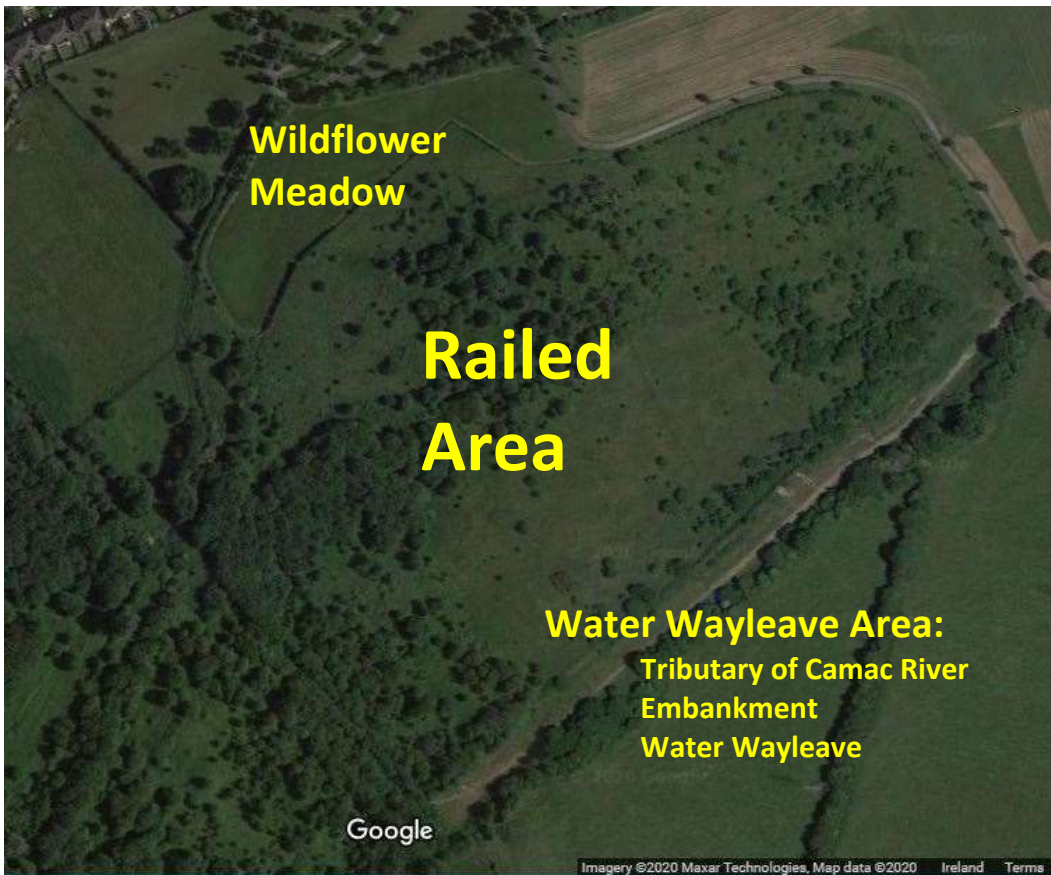 Wildflower
Meadow
Railed
Area
Water Wayleave Area:
Tributary of Camac River
Embankment
Water Wayleave
Google
Imagery ©2020 Maxar Technologies, Map data ©2020 Ireland Terms